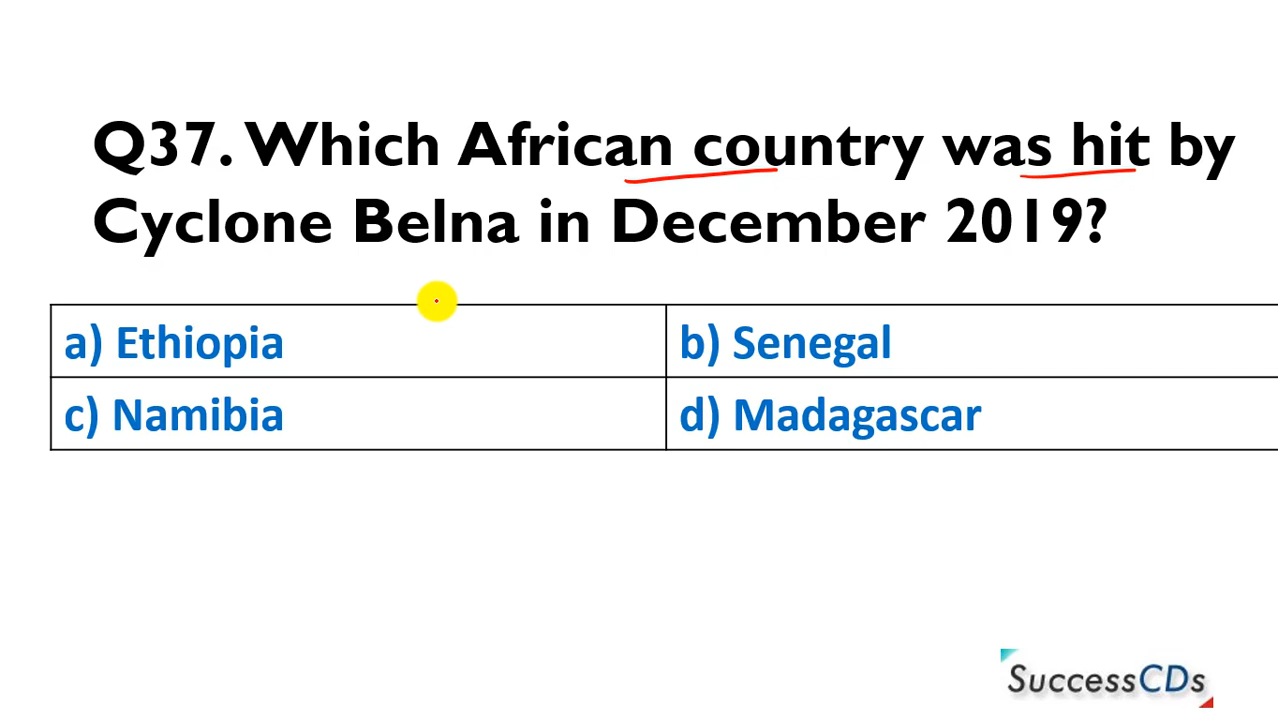 Q37. Which African country was hit by
Cyclone Belna in December 2019?
a) Ethiopia
b) Senegal
c) Namibia
d) Madagascar
SuccessCDs